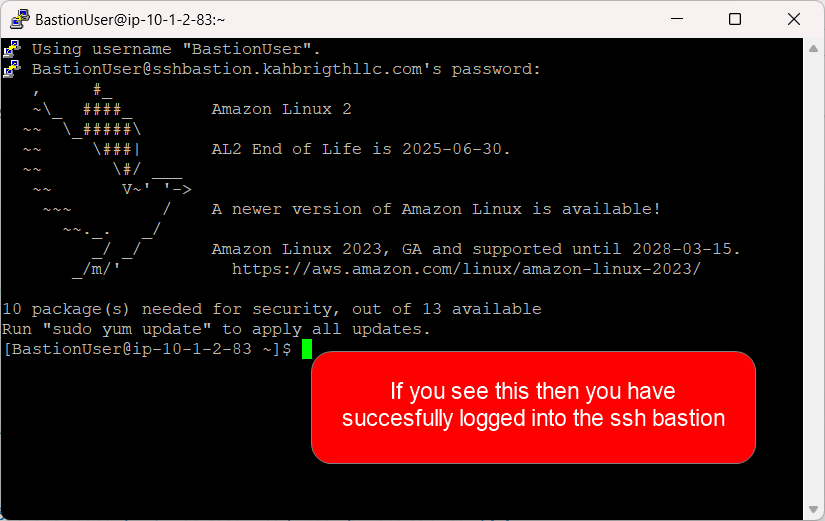 BastionUser@ip-10-1-2-83:~
Using username "BastionUser".
BastionUser@sshbastion.kahbrigthllc.com's password:
   ,     #_
   ~\_  ####_        Amazon Linux 2
  ~~  \_#####\
  ~~     \###|       AL2 End of Life is 2025-06-30.
  ~~       \#/ ___
   ~~       V~' '->
    ~~~         /    A newer version of Amazon Linux is available!
      ~~._.   _/
         _/ _/       Amazon Linux 2023, GA and supported until 2028-03-15.
       _/m/'           https://aws.amazon.com/linux/amazon-linux-2023/
10 package(s) needed for security, out of 13 available
Run "sudo yum update" to apply all updates.
[BastionUser@ip-10-1-2-83 ~]$
If you see this then you have
succesfully logged into the ssh bastion